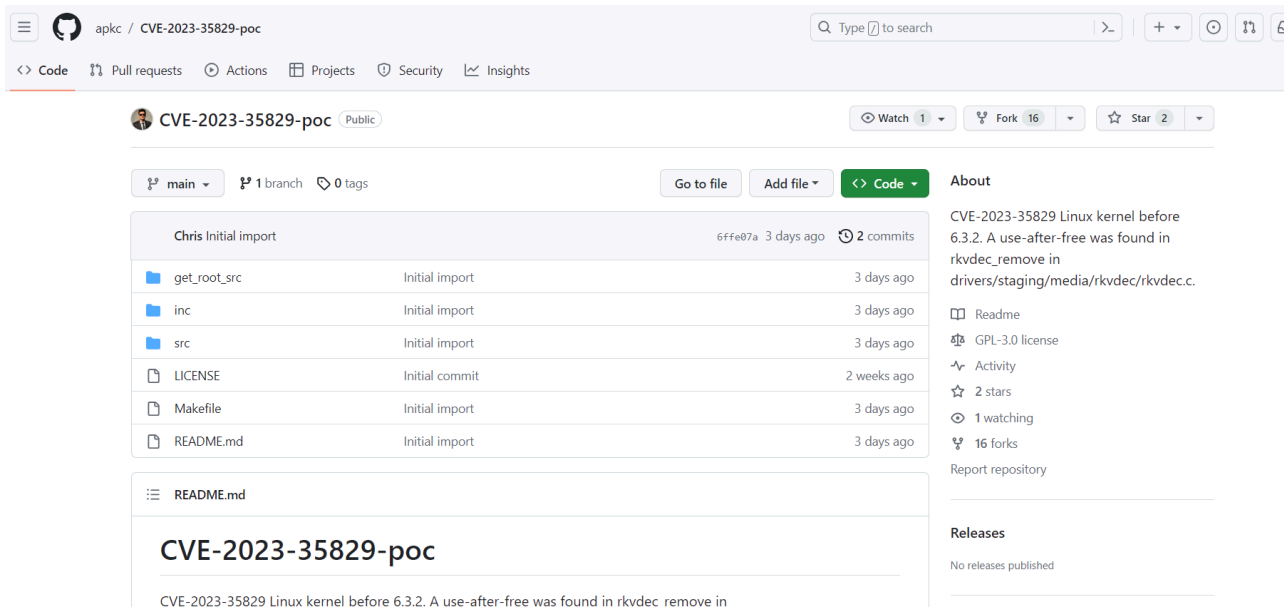 apkc / CVE-2023-35829-poc
Type / to search
Code Pull requests Actions Projects Security Insights
CVE-2023-35829-poc Public
Watch 1 Fork 16 Star 2
main 1 branch 0 tags Go to file Add file Code
Chris Initial import 6ffe07a 3 days ago 2 commits
get_root_src Initial import 3 days ago
inc Initial import 3 days ago
src Initial import 3 days ago
LICENSE Initial commit 2 weeks ago
Makefile Initial import 3 days ago
README.md Initial import 3 days ago
README.md
CVE-2023-35829-poc
CVE-2023-35829 Linux kernel before 6.3.2. A use-after-free was found in rkvdec_remove in
About
CVE-2023-35829 Linux kernel before
6.3.2. A use-after-free was found in
rkvdec_remove in
drivers/staging/media/rkvdec/rkvdec.c.
Readme
GPL-3.0 license
Activity
2 stars
1 watching
16 forks
Report repository
Releases
No releases published